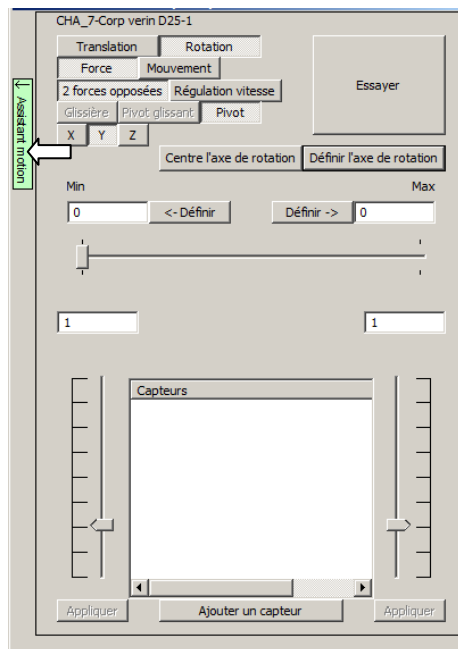 CHA_7-Corp verin D25-1
Translation Rotation
Force Mouvement
Essayer
2 forces opposées Régulation vitesse
Glissière Pivot glissant Pivot
X Y Z
← Assistant motion
Centre l'axe de rotation Définir l'axe de rotation
Min Max
0 <- Définir Définir -> 0
1 1
Capteurs
Appliquer Ajouter un capteur Appliquer